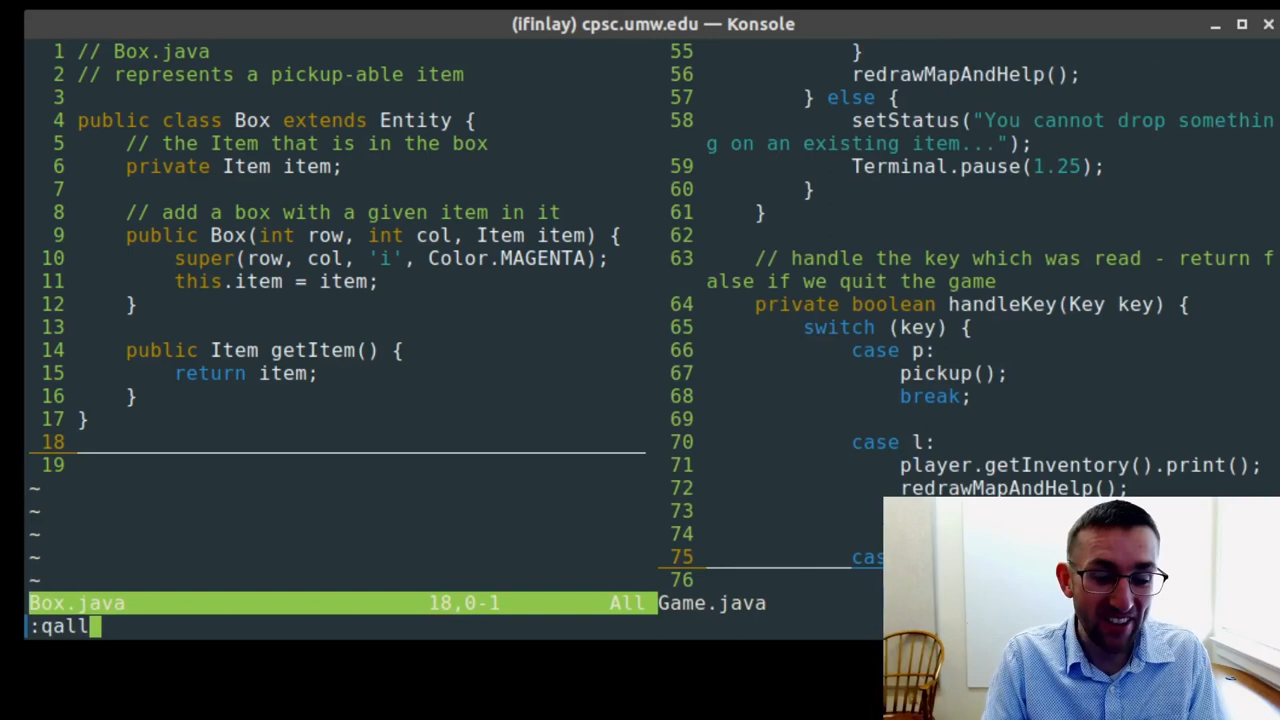 (ifinlay) cpsc.umw.edu — Konsole
1 // Box.java
2 // represents a pickup-able item
3
4 public class Box extends Entity {
5     // the Item that is in the box
6     private Item item;
7
8     // add a box with a given item in it
9     public Box(int row, int col, Item item) {
10         super(row, col, 'i', Color.MAGENTA);
11         this.item = item;
12     }
13
14     public Item getItem() {
15         return item;
16     }
17 }
18
19
~
~
~
~
~
Box.java 18,0-1 All
:qall
55             }
56             redrawMapAndHelp();
57         } else {
58             setStatus("You cannot drop somethin
g on an existing item...");
59             Terminal.pause(1.25);
60         }
61     }
62
63     // handle the key which was read - return f
alse if we quit the game
64     private boolean handleKey(Key key) {
65         switch (key) {
66             case p:
67                 pickup();
68                 break;
69
70             case l:
71                 player.getInventory().print();
72                 redrawMapAndHelp();
73
74
75
76
Game.java